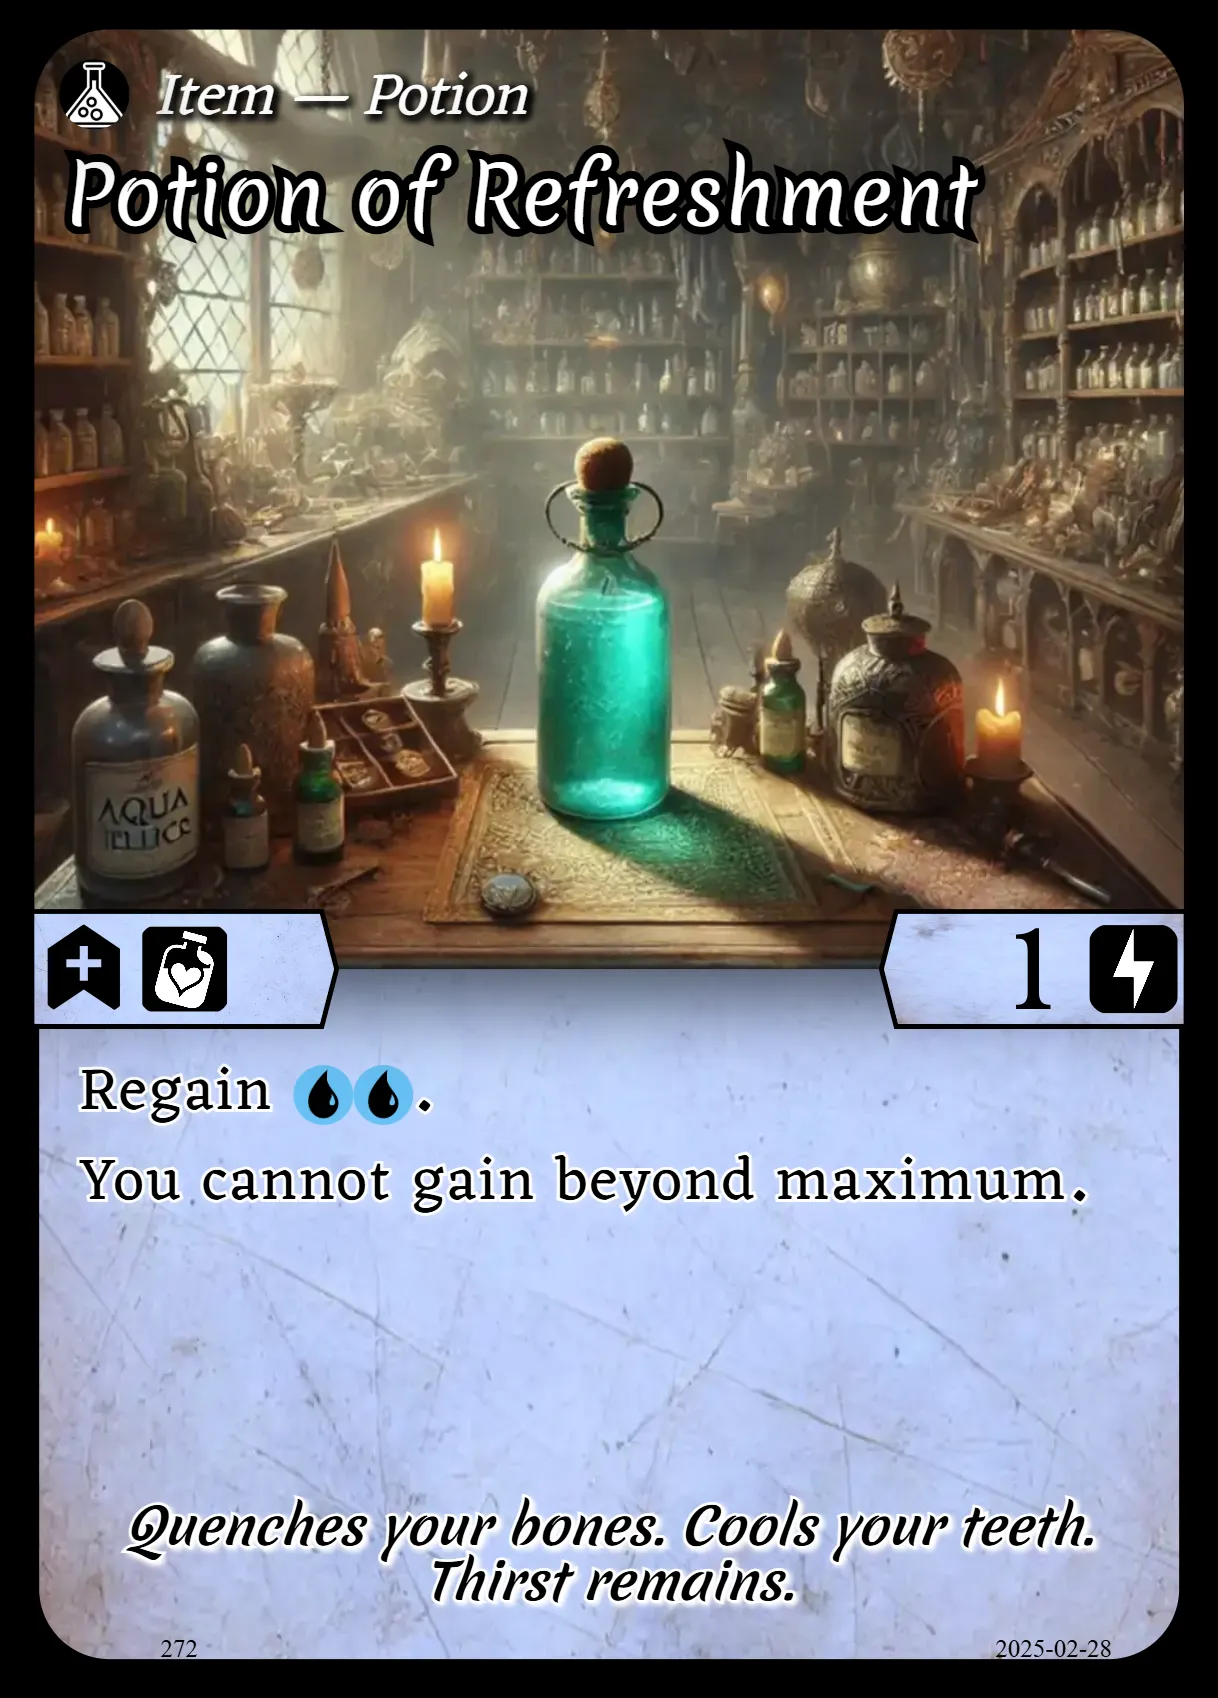 Item — Potion
Potion of Refreshment
AQUA
1
Regain .
You cannot gain beyond maximum.
Quenches your bones. Cools your teeth.
Thirst remains.
272
2025-02-28